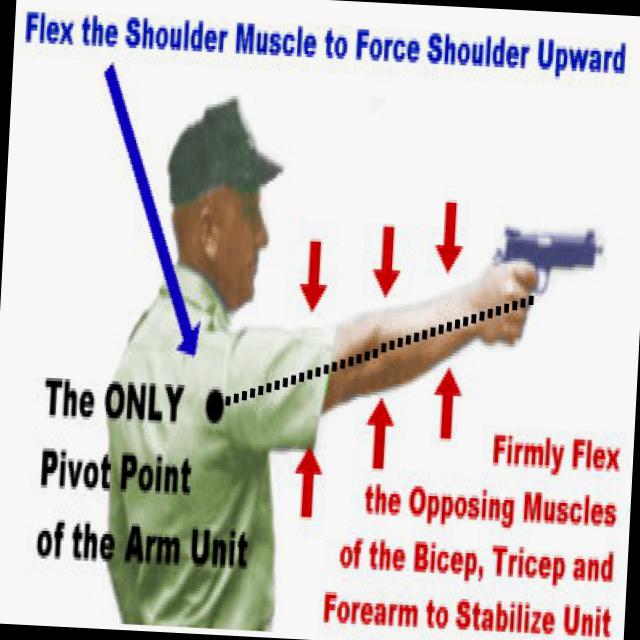 Flex the Shoulder Muscle to Force Shoulder Upward
The ONLY
Pivot Point
of the Arm Unit
Firmly Flex
the Opposing Muscles
of the Bicep, Tricep and
Forearm to Stabilize Unit